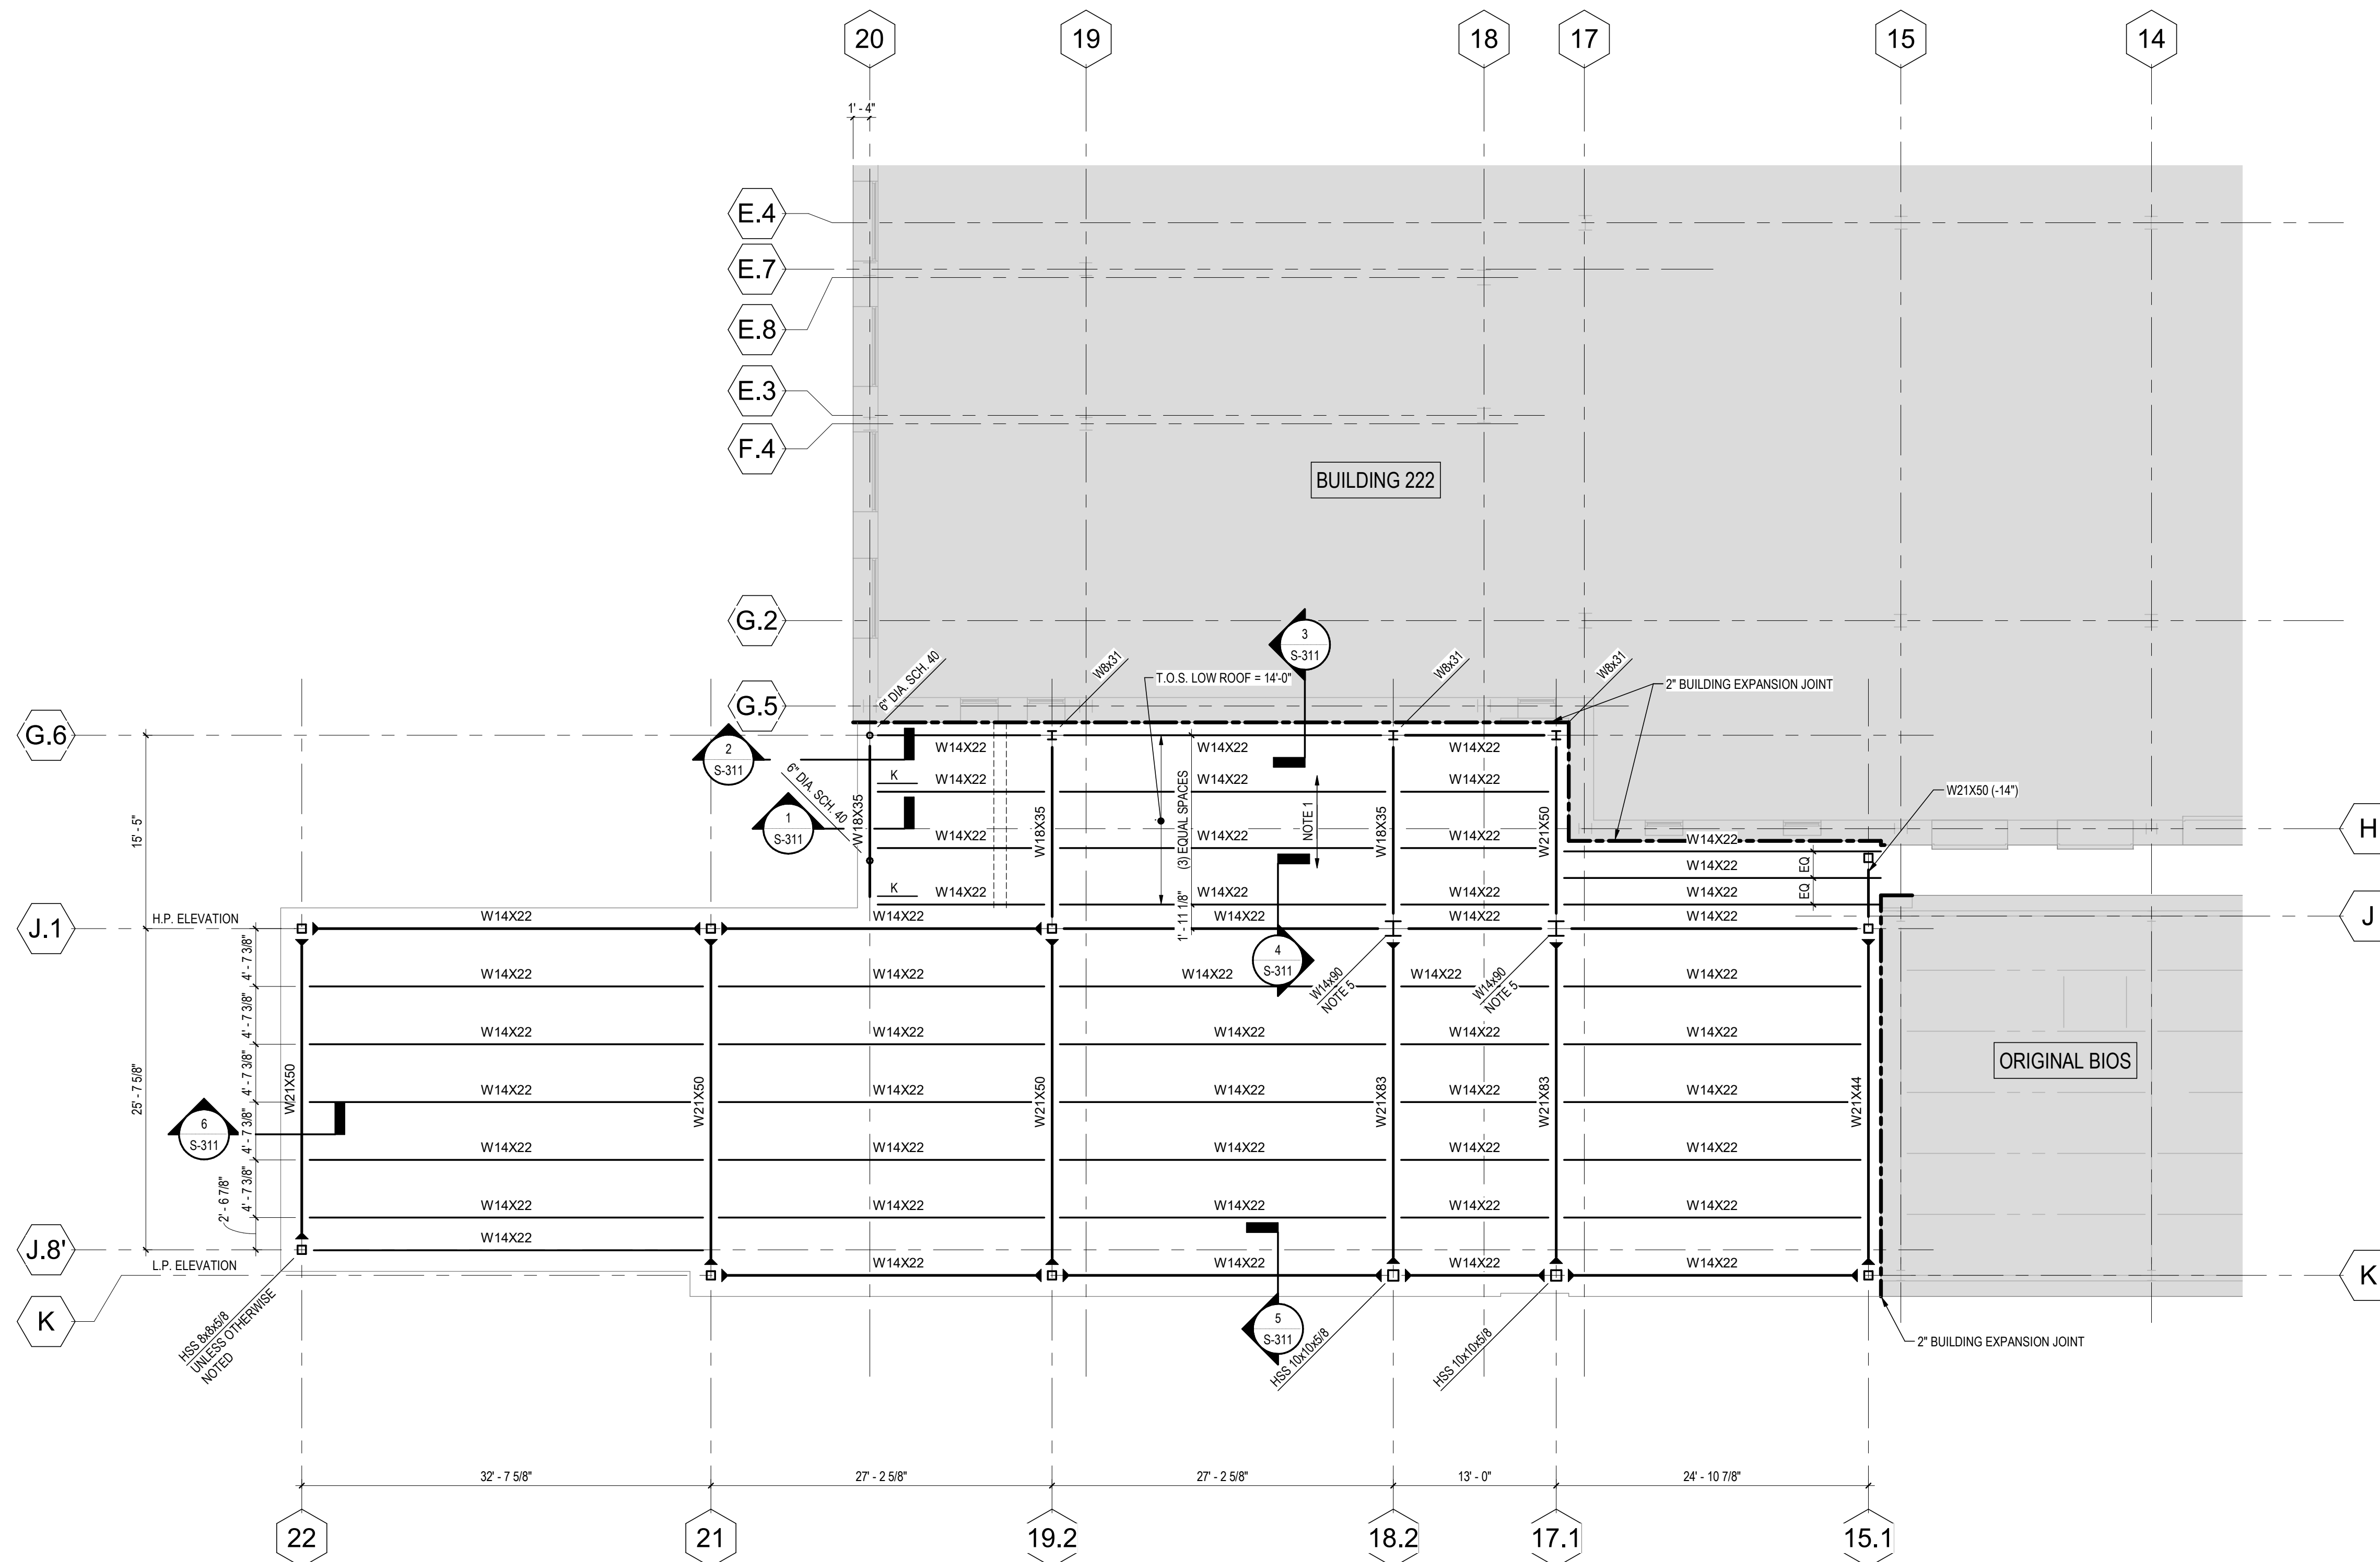 20
19
18
17
15
14
1' - 4"
E.4
E.7
E.8
E.3
F.4
BUILDING 222
G.2
3
S-311
6" DIA. SCH. 40
W8x31
T.O.S. LOW ROOF = 14'-0"
W8x31
W8x31
2" BUILDING EXPANSION JOINT
G.5
G.6
2
S-311
W14X22
W14X22
W14X22
6" DIA. SCH. 40
K
W14X22
W14X22
W14X22
W21X50 (-14")
1
S-311
15' - 5"
W18X35
W18X35
(3) EQUAL SPACES
NOTE 1
W18X35
W21X50
H
W14X22
W14X22
W14X22
W14X22
W14X22
EQ
K
W14X22
W14X22
W14X22
W14X22
EQ
1' - 11 1/8"
J.1
H.P. ELEVATION
W14X22
W14X22
W14X22
W14X22
W14X22
J
4
S-311
4' - 7 3/8"
W14X22
W14X22
W14X22
W14X22
W14X22
W14x90
NOTE 5
W14x90
NOTE 5
4' - 7 3/8"
W14X22
W14X22
W14X22
W14X22
W14X22
ORIGINAL BIOS
25' - 7 5/8"
4' - 7 3/8"
W21X50
W14X22
W21X50
W14X22
W21X50
W14X22
W21X83
W14X22
W21X83
W14X22
W21X44
6
S-311
4' - 7 3/8"
W14X22
W14X22
W14X22
W14X22
W14X22
2' - 6 7/8"
4' - 7 3/8"
W14X22
W14X22
W14X22
W14X22
W14X22
J.8'
W14X22
L.P. ELEVATION
W14X22
W14X22
W14X22
W14X22
K
K
HSS 8x8x5/8
UNLESS OTHERWISE
NOTED
5
S-311
HSS 10x10x5/8
HSS 10x10x5/8
2" BUILDING EXPANSION JOINT
32' - 7 5/8"
27' - 2 5/8"
27' - 2 5/8"
13' - 0"
24' - 10 7/8"
22
21
19.2
18.2
17.1
15.1